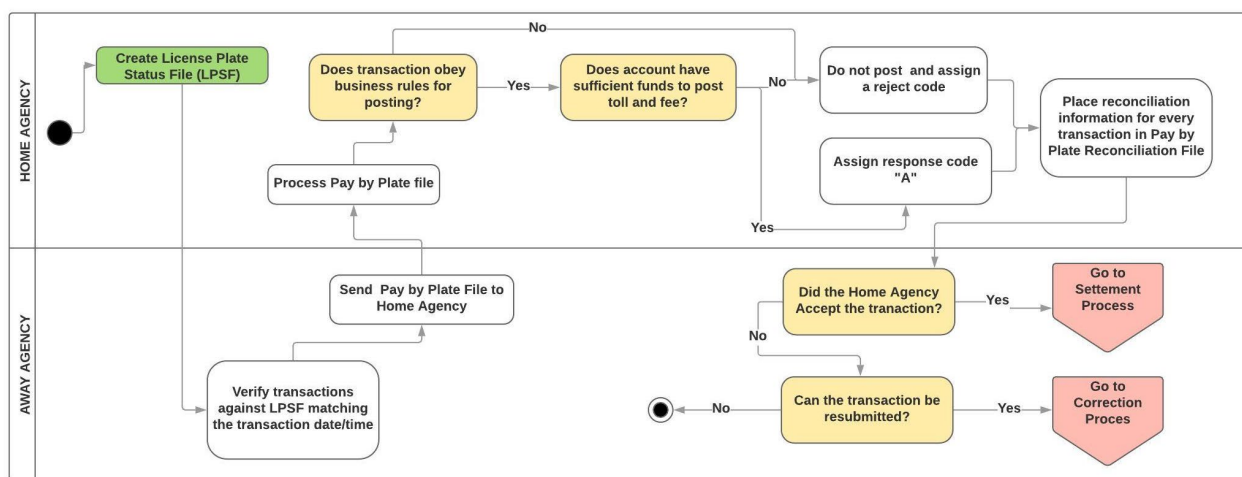 HOME AGENCY
Create License Plate
Status File (LPSF)
Does transaction obey
business rules for
posting?
No
Yes
Does account have
sufficient funds to post
toll and fee?
No
Yes
Do not post and assign
a reject code
Assign response code
"A"
Place reconciliation
information for every
transaction in Pay by
Plate Reconciliation File
Process Pay by Plate file
AWAY AGENCY
Send Pay by Plate File to
Home Agency
Verify transactions
against LPSF matching
the transaction date/time
Did the Home Agency
Accept the tranaction?
Yes
Go to
Settement
Process
No
Can the transaction be
resubmitted?
No
Yes
Go to
Correction
Proces